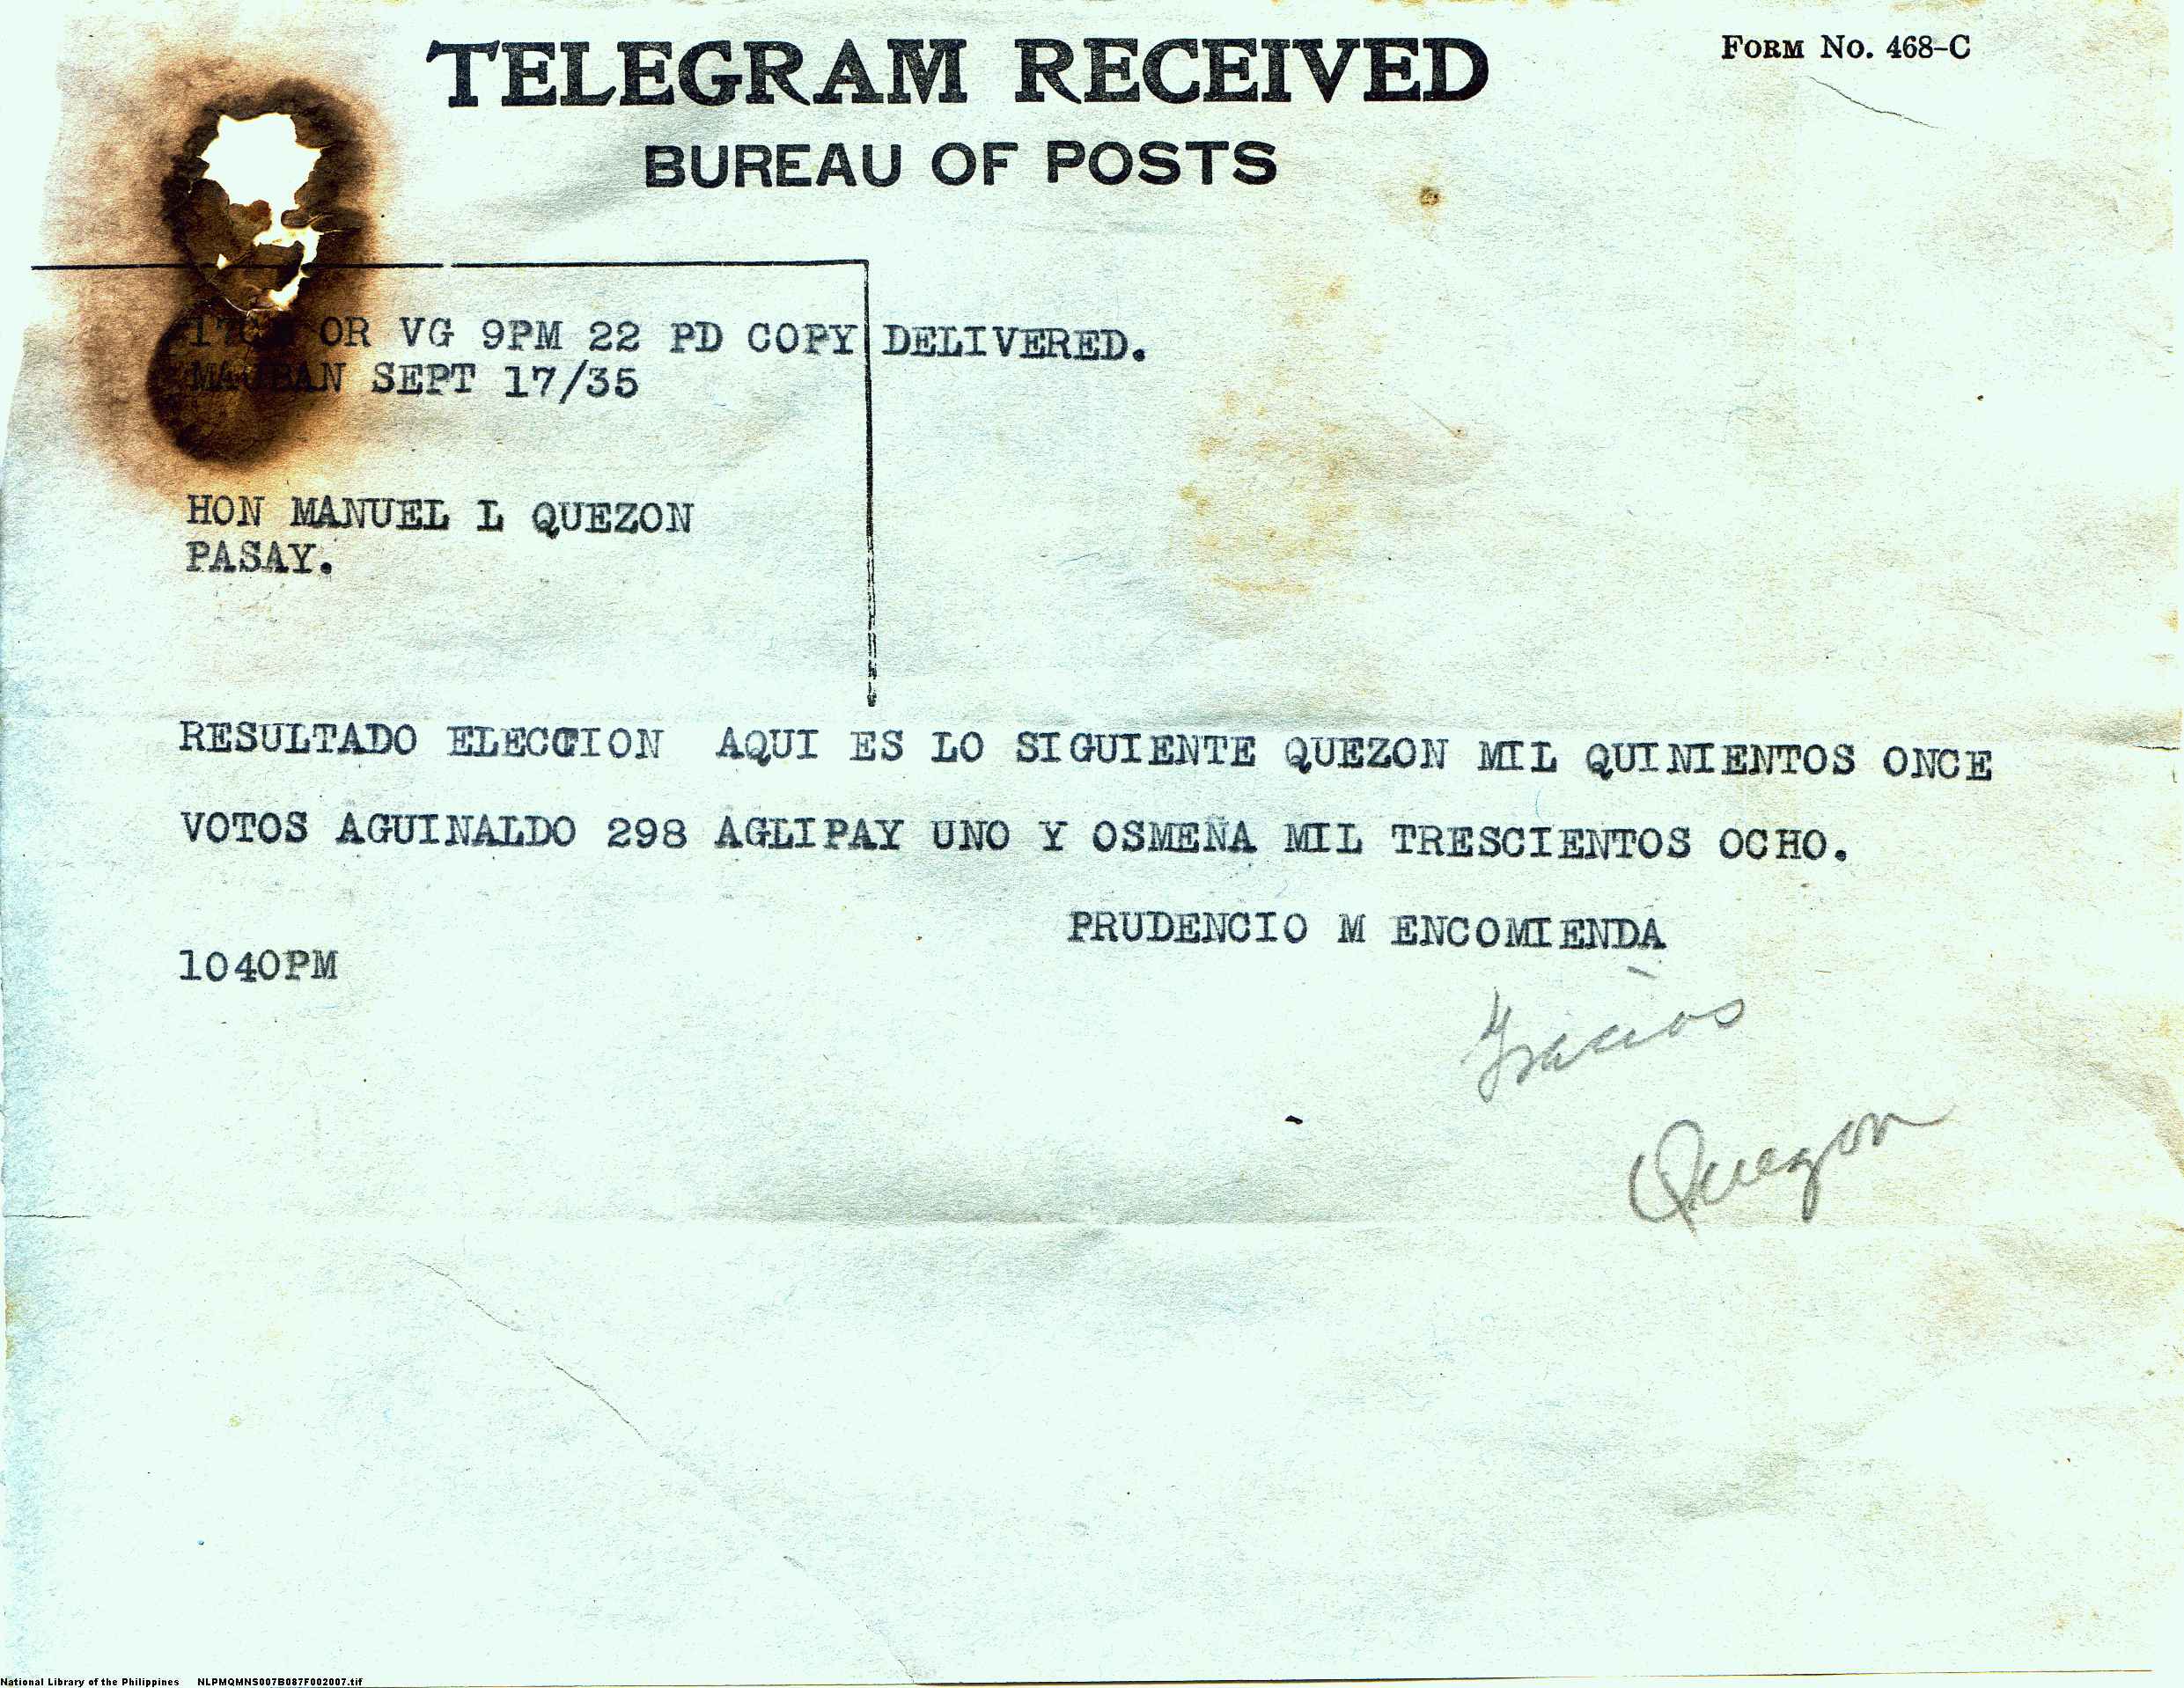 TELEGRAM RECEIVED
FORM No. 468-C
BUREAU OF POSTS
OR VG 9PM 22 PD COPY DELIVERED.
MAUBAN SEPT 17/35
HON MANUEL L QUEZON
PASAY.
RESULTADO ELECCION AQUI ES LO SIGUIENTE QUEZON MIL QUINIENTOS ONCE
VOTOS AGUINALDO 298 AGLIPAY UNO Y OSMEÑA MIL TRESCIENTOS OCHO.
PRUDENCIO M ENCOMIENDA
1040PM
Gracias
Quezon
National Library of the Philippines NLPMQMNS007B087F002007.tif